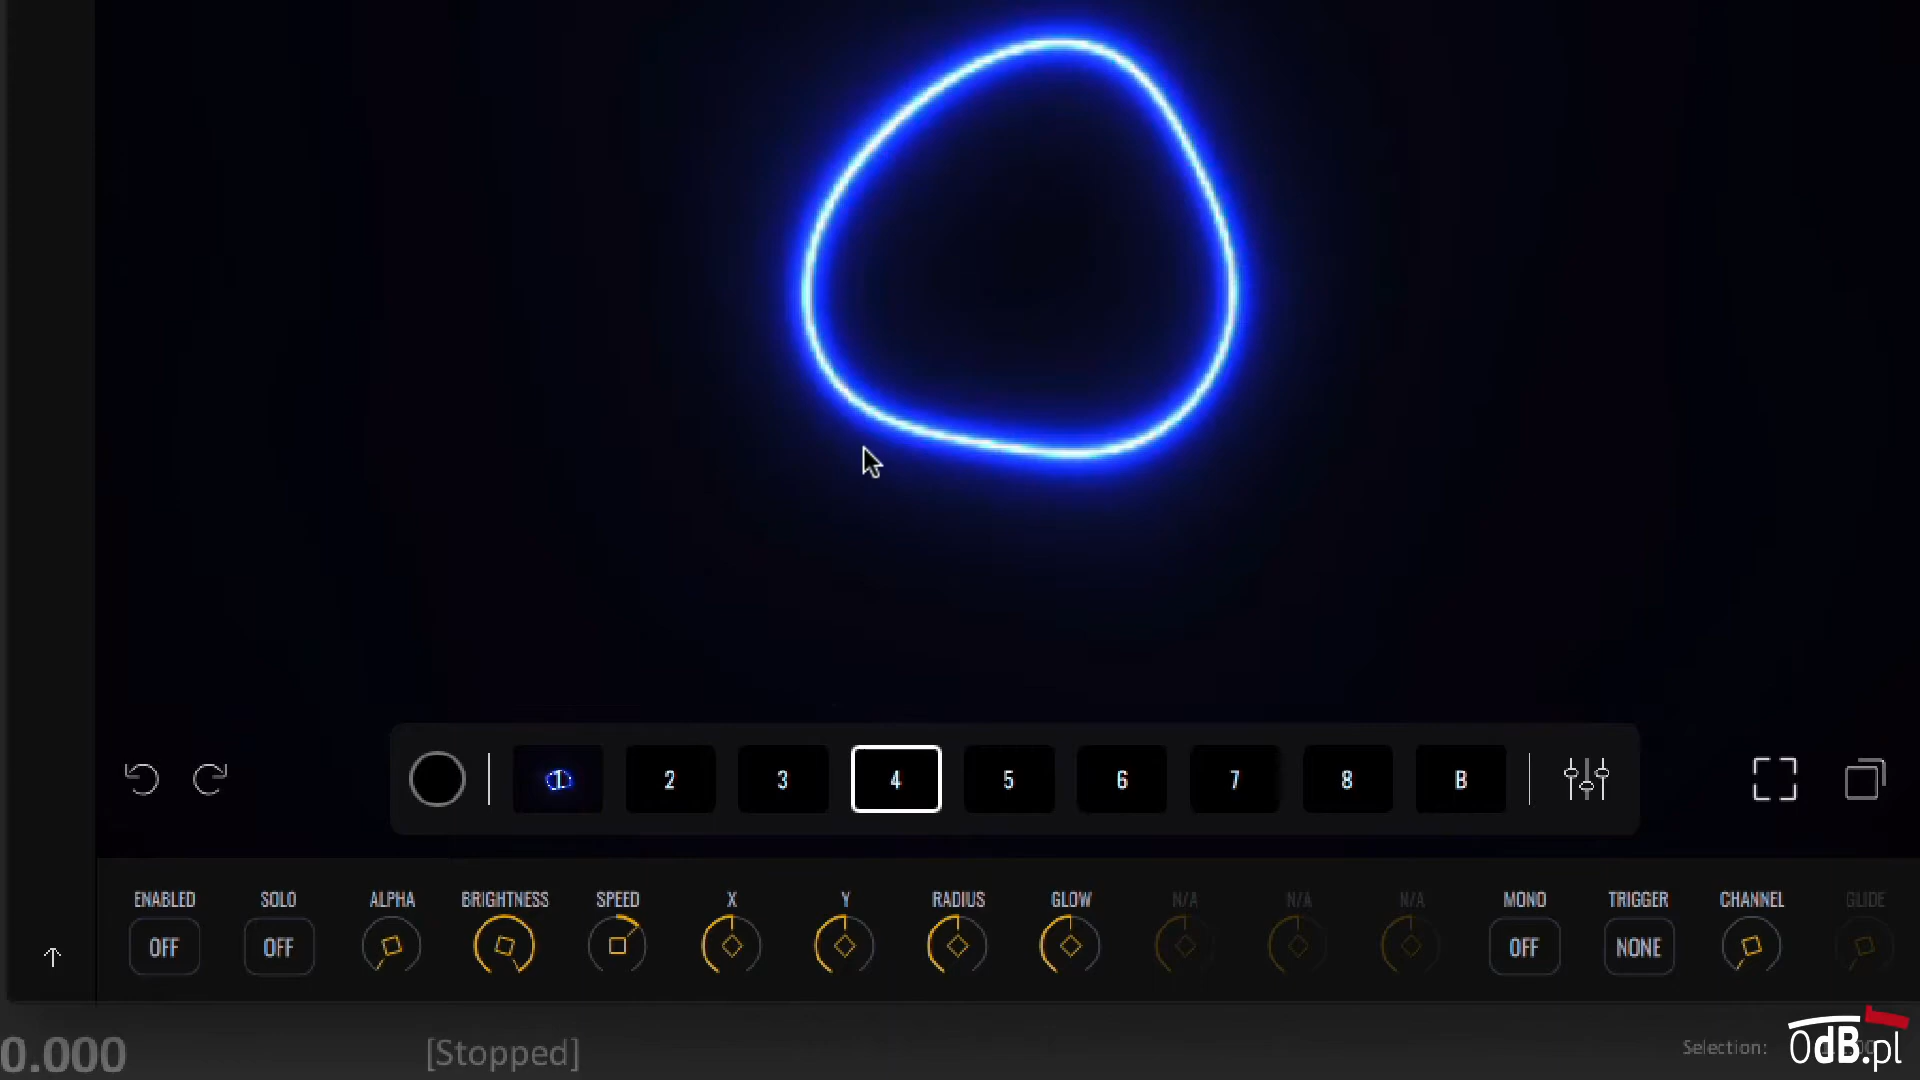 1 2 3 4 5 6 7 8 B
ENABLED SOLO ALPHA BRIGHTNESS SPEED X Y RADIUS GLOW N/A N/A N/A MONO TRIGGER CHANNEL GLIDE
OFF OFF OFF NONE
0.000 [Stopped] Selection:
0dB.pl